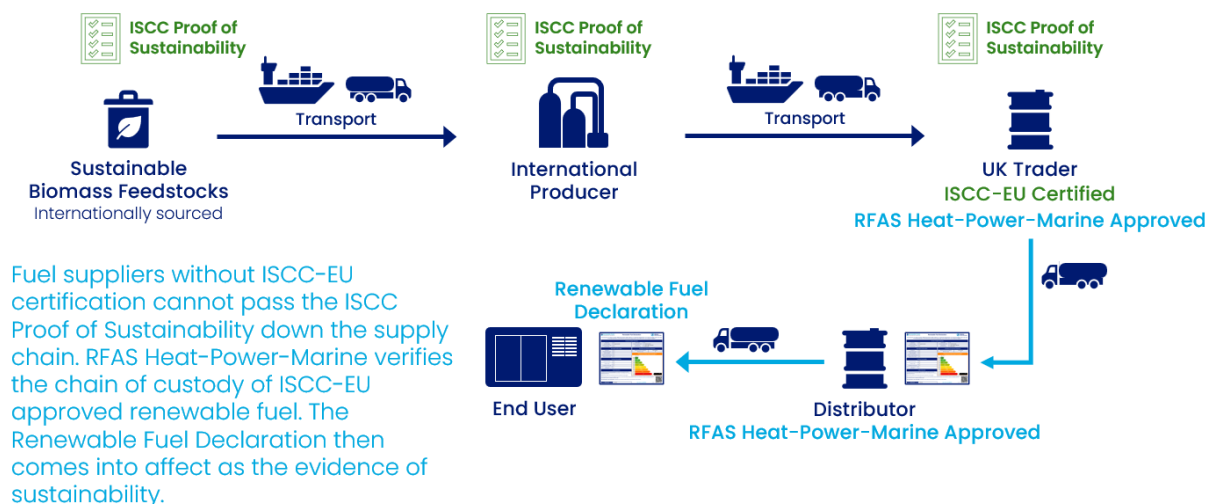 ISCC Proof of
Sustainability
ISCC Proof of
Sustainability
ISCC Proof of
Sustainability
Transport
Transport
Sustainable
Biomass Feedstocks
Internationally sourced
International
Producer
UK Trader
ISCC-EU Certified
RFAS Heat-Power-Marine Approved
Fuel suppliers without ISCC-EU
certification cannot pass the ISCC
Proof of Sustainability down the supply
chain. RFAS Heat-Power-Marine verifies
the chain of custody of ISCC-EU
approved renewable fuel. The
Renewable Fuel Declaration then
comes into affect as the evidence of
sustainability.
Renewable Fuel
Declaration
End User
Distributor
RFAS Heat-Power-Marine Approved